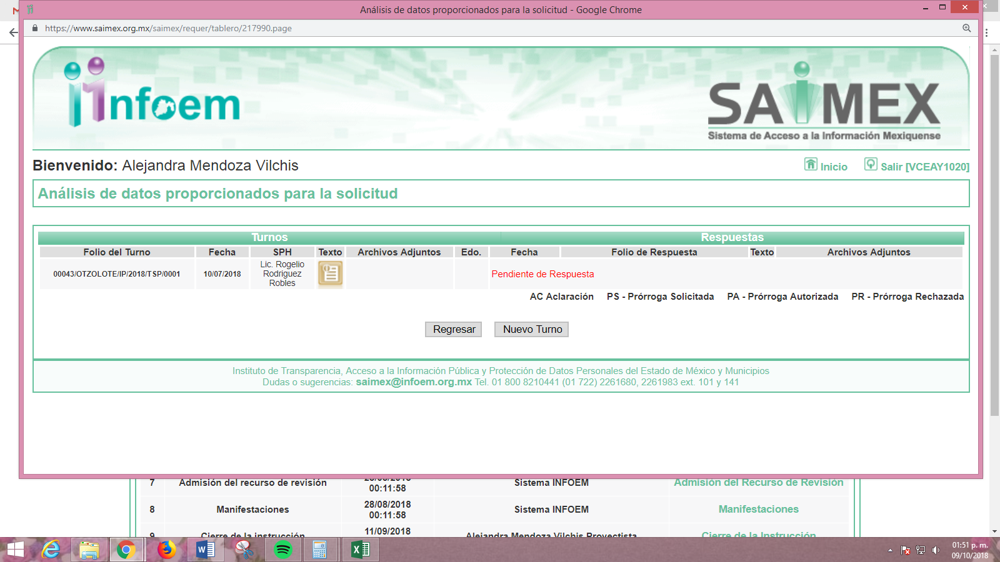 Análisis de datos proporcionados para la solicitud - Google Chrome
https://www.saimex.org.mx/saimex/requer/tablero/217990.page
infoem
SAIMEX
Sistema de Acceso a la Información Mexiquense
Bienvenido: Alejandra Mendoza Vilchis
Inicio
Salir [VCEAY1020]
Análisis de datos proporcionados para la solicitud
Turnos Respuestas
Folio del Turno Fecha SPH Texto Archivos Adjuntos Edo. Fecha Folio de Respuesta Texto Archivos Adjuntos
00043/OTZOLOTE/IP/2018/TSP/0001 10/07/2018 Lic. Rogelio
Rodriguez
Robles
Pendiente de Respuesta
AC Aclaración PS - Prórroga Solicitada PA - Prórroga Autorizada PR - Prórroga Rechazada
Regresar Nuevo Turno
Instituto de Transparencia, Acceso a la Información Pública y Protección de Datos Personales del Estado de México y Municipios
Dudas o sugerencias: saimex@infoem.org.mx Tel. 01 800 8210441 (01 722) 2261680, 2261983 ext. 101 y 141
7 Admisión del recurso de revisión 00:11:58 Sistema INFOEM Admisión del Recurso de Revisión
8 Manifestaciones 28/08/2018
00:11:58 Sistema INFOEM Manifestaciones
9 Cierre de la instrucción 11/09/2018 Alejandra Mendoza Vilchis Proyectista Cierre de la Instrucción
01:51 p. m.
09/10/2018